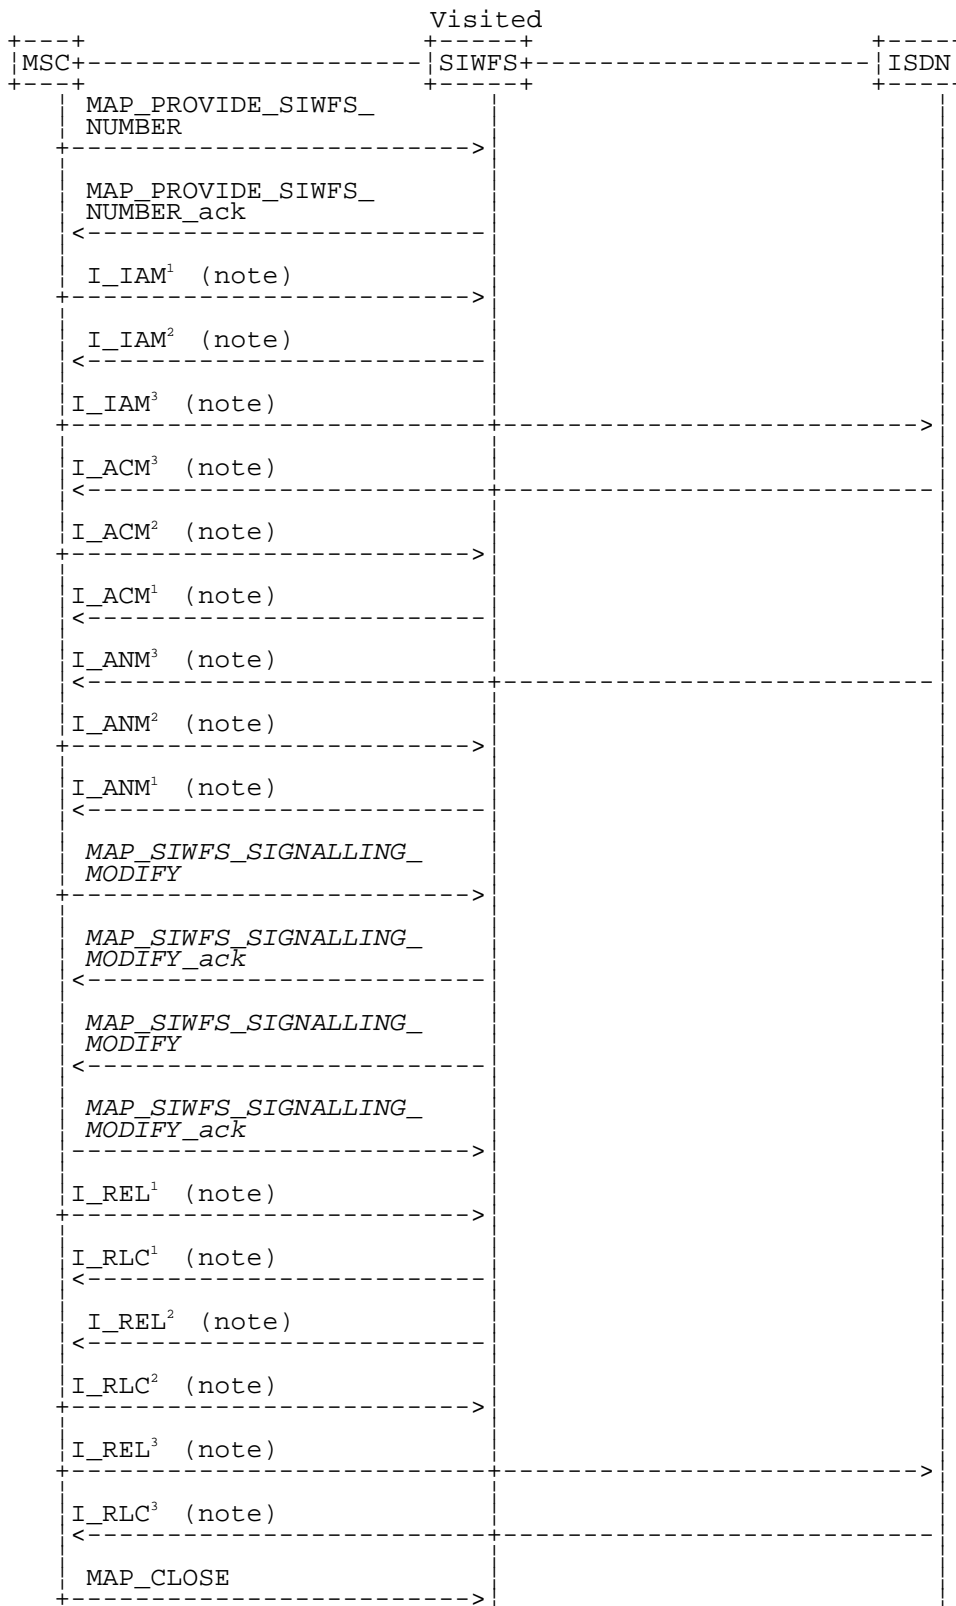 Visited
MSC SIWFS ISDN
MAP_PROVIDE_SIWFS_
NUMBER
MAP_PROVIDE_SIWFS_
NUMBER_ack
I_IAM¹ (note)
I_IAM² (note)
I_IAM³ (note)
I_ACM³ (note)
I_ACM² (note)
I_ACM¹ (note)
I_ANM³ (note)
I_ANM² (note)
I_ANM¹ (note)
MAP_SIWFS_SIGNALLING_
MODIFY
MAP_SIWFS_SIGNALLING_
MODIFY_ack
MAP_SIWFS_SIGNALLING_
MODIFY
MAP_SIWFS_SIGNALLING_
MODIFY_ack
I_REL¹ (note)
I_RLC¹ (note)
I_REL² (note)
I_RLC² (note)
I_REL³ (note)
I_RLC³ (note)
MAP_CLOSE